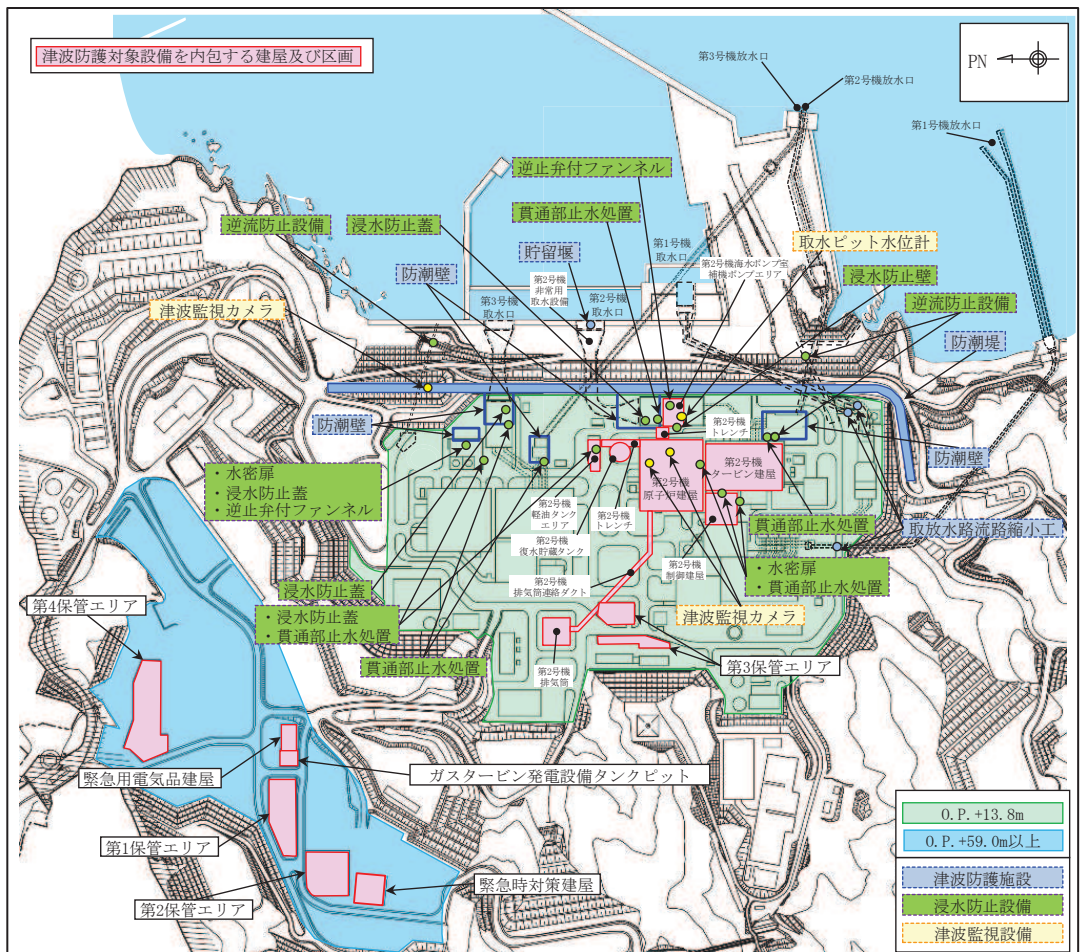 津波防護対象設備を内包する建屋及び区画
PN
第3号機放水口
第2号機放水口
第1号機放水口
逆止弁付ファンネル
貫通部止水処置
逆流防止設備
浸水防止蓋
貯留堰
第1号機
取水口
第2号機海水ポンプ室
補機ポンプエリア
取水ピット水位計
防潮壁
第2号機
非常用
取水設備
第2号機
取水口
浸水防止壁
第3号機
取水口
逆流防止設備
津波監視カメラ
防潮堤
防潮壁
第2号機
トレンチ
防潮壁
・水密扉
・浸水防止蓋
・逆止弁付ファンネル
第2号機
タービン建屋
第2号機
原子炉建屋
第2号機
軽油タンク
エリア
第2号機
トレンチ
貫通部止水処置
取放水路流路縮小工
第2号機
復水貯蔵タンク
第2号機
制御建屋
・水密扉
・貫通部止水処置
第2号機
排気筒連絡ダクト
浸水防止蓋
・浸水防止蓋
・貫通部止水処置
津波監視カメラ
第4保管エリア
貫通部止水処置
第3保管エリア
第2号機
排気筒
緊急用電気品建屋
ガスタービン発電設備タンクピット
第1保管エリア
緊急時対策建屋
第2保管エリア
O.P.+13.8m
O.P.+59.0m以上
津波防護施設
浸水防止設備
津波監視設備